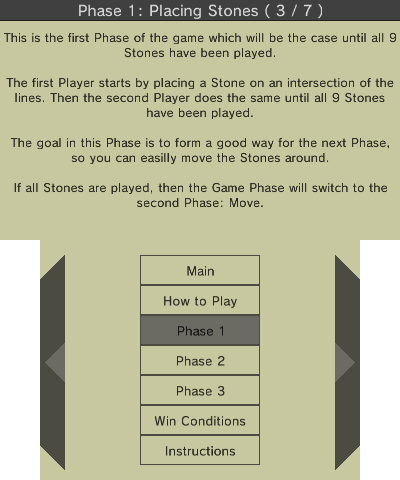 Phase 1: Placing Stones ( 3 / 7 )
This is the first Phase of the game which will be the case until all 9
Stones have been played.
The first Player starts by placing a Stone on an intersection of the
lines. Then the second Player does the same until all 9 Stones
have been played.
The goal in this Phase is to form a good way for the next Phase,
so you can easilly move the Stones around.
If all Stones are played, then the Game Phase will switch to the
second Phase: Move.
Main
How to Play
Phase 1
Phase 2
Phase 3
Win Conditions
Instructions